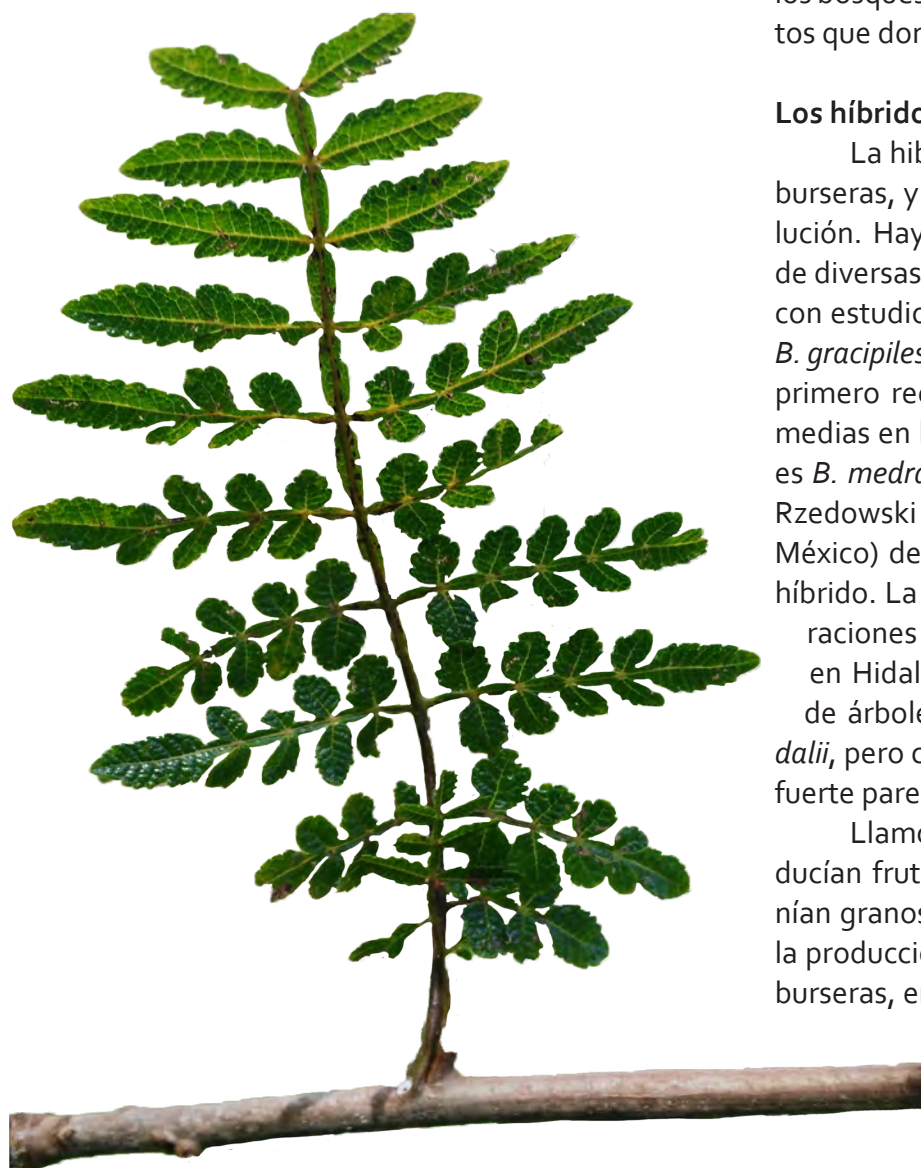 los bosques
tos que don
Los híbrido
La hib
burseras, y
lución. Hay
de diversas
con estudio
B. gracipiles
primero rec
medias en
es B. medra
Rzedowski
México) de
híbrido. La
raciones
en Hidal
de árbole
dalii, pero
fuerte pare
Llamo
ducían frut
nían granos
la producció
burseras, e